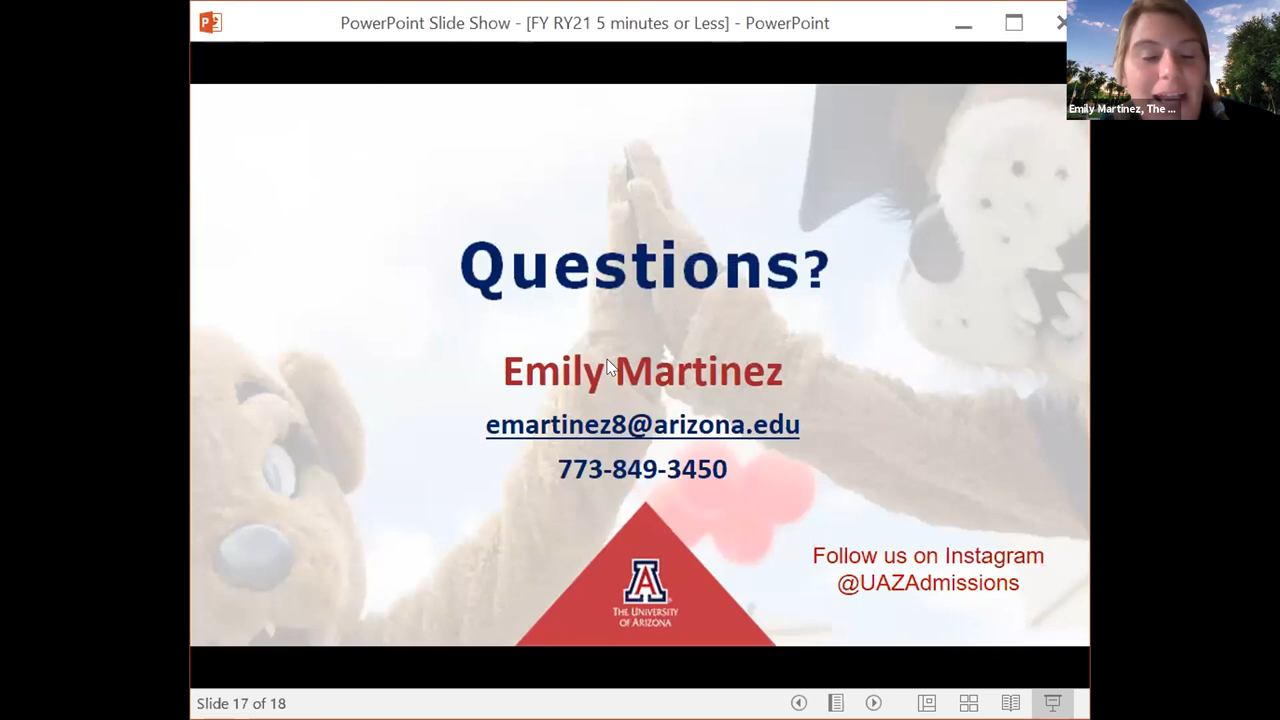 PowerPoint Slide Show - [FY RY21 5 minutes or Less] - PowerPoint
Emily Martinez, The ...
Questions?
Emily Martinez
emartinez8@arizona.edu
773-849-3450
Follow us on Instagram
@UAZAdmissions
A
THE UNIVERSITY
OF ARIZONA
Slide 17 of 18